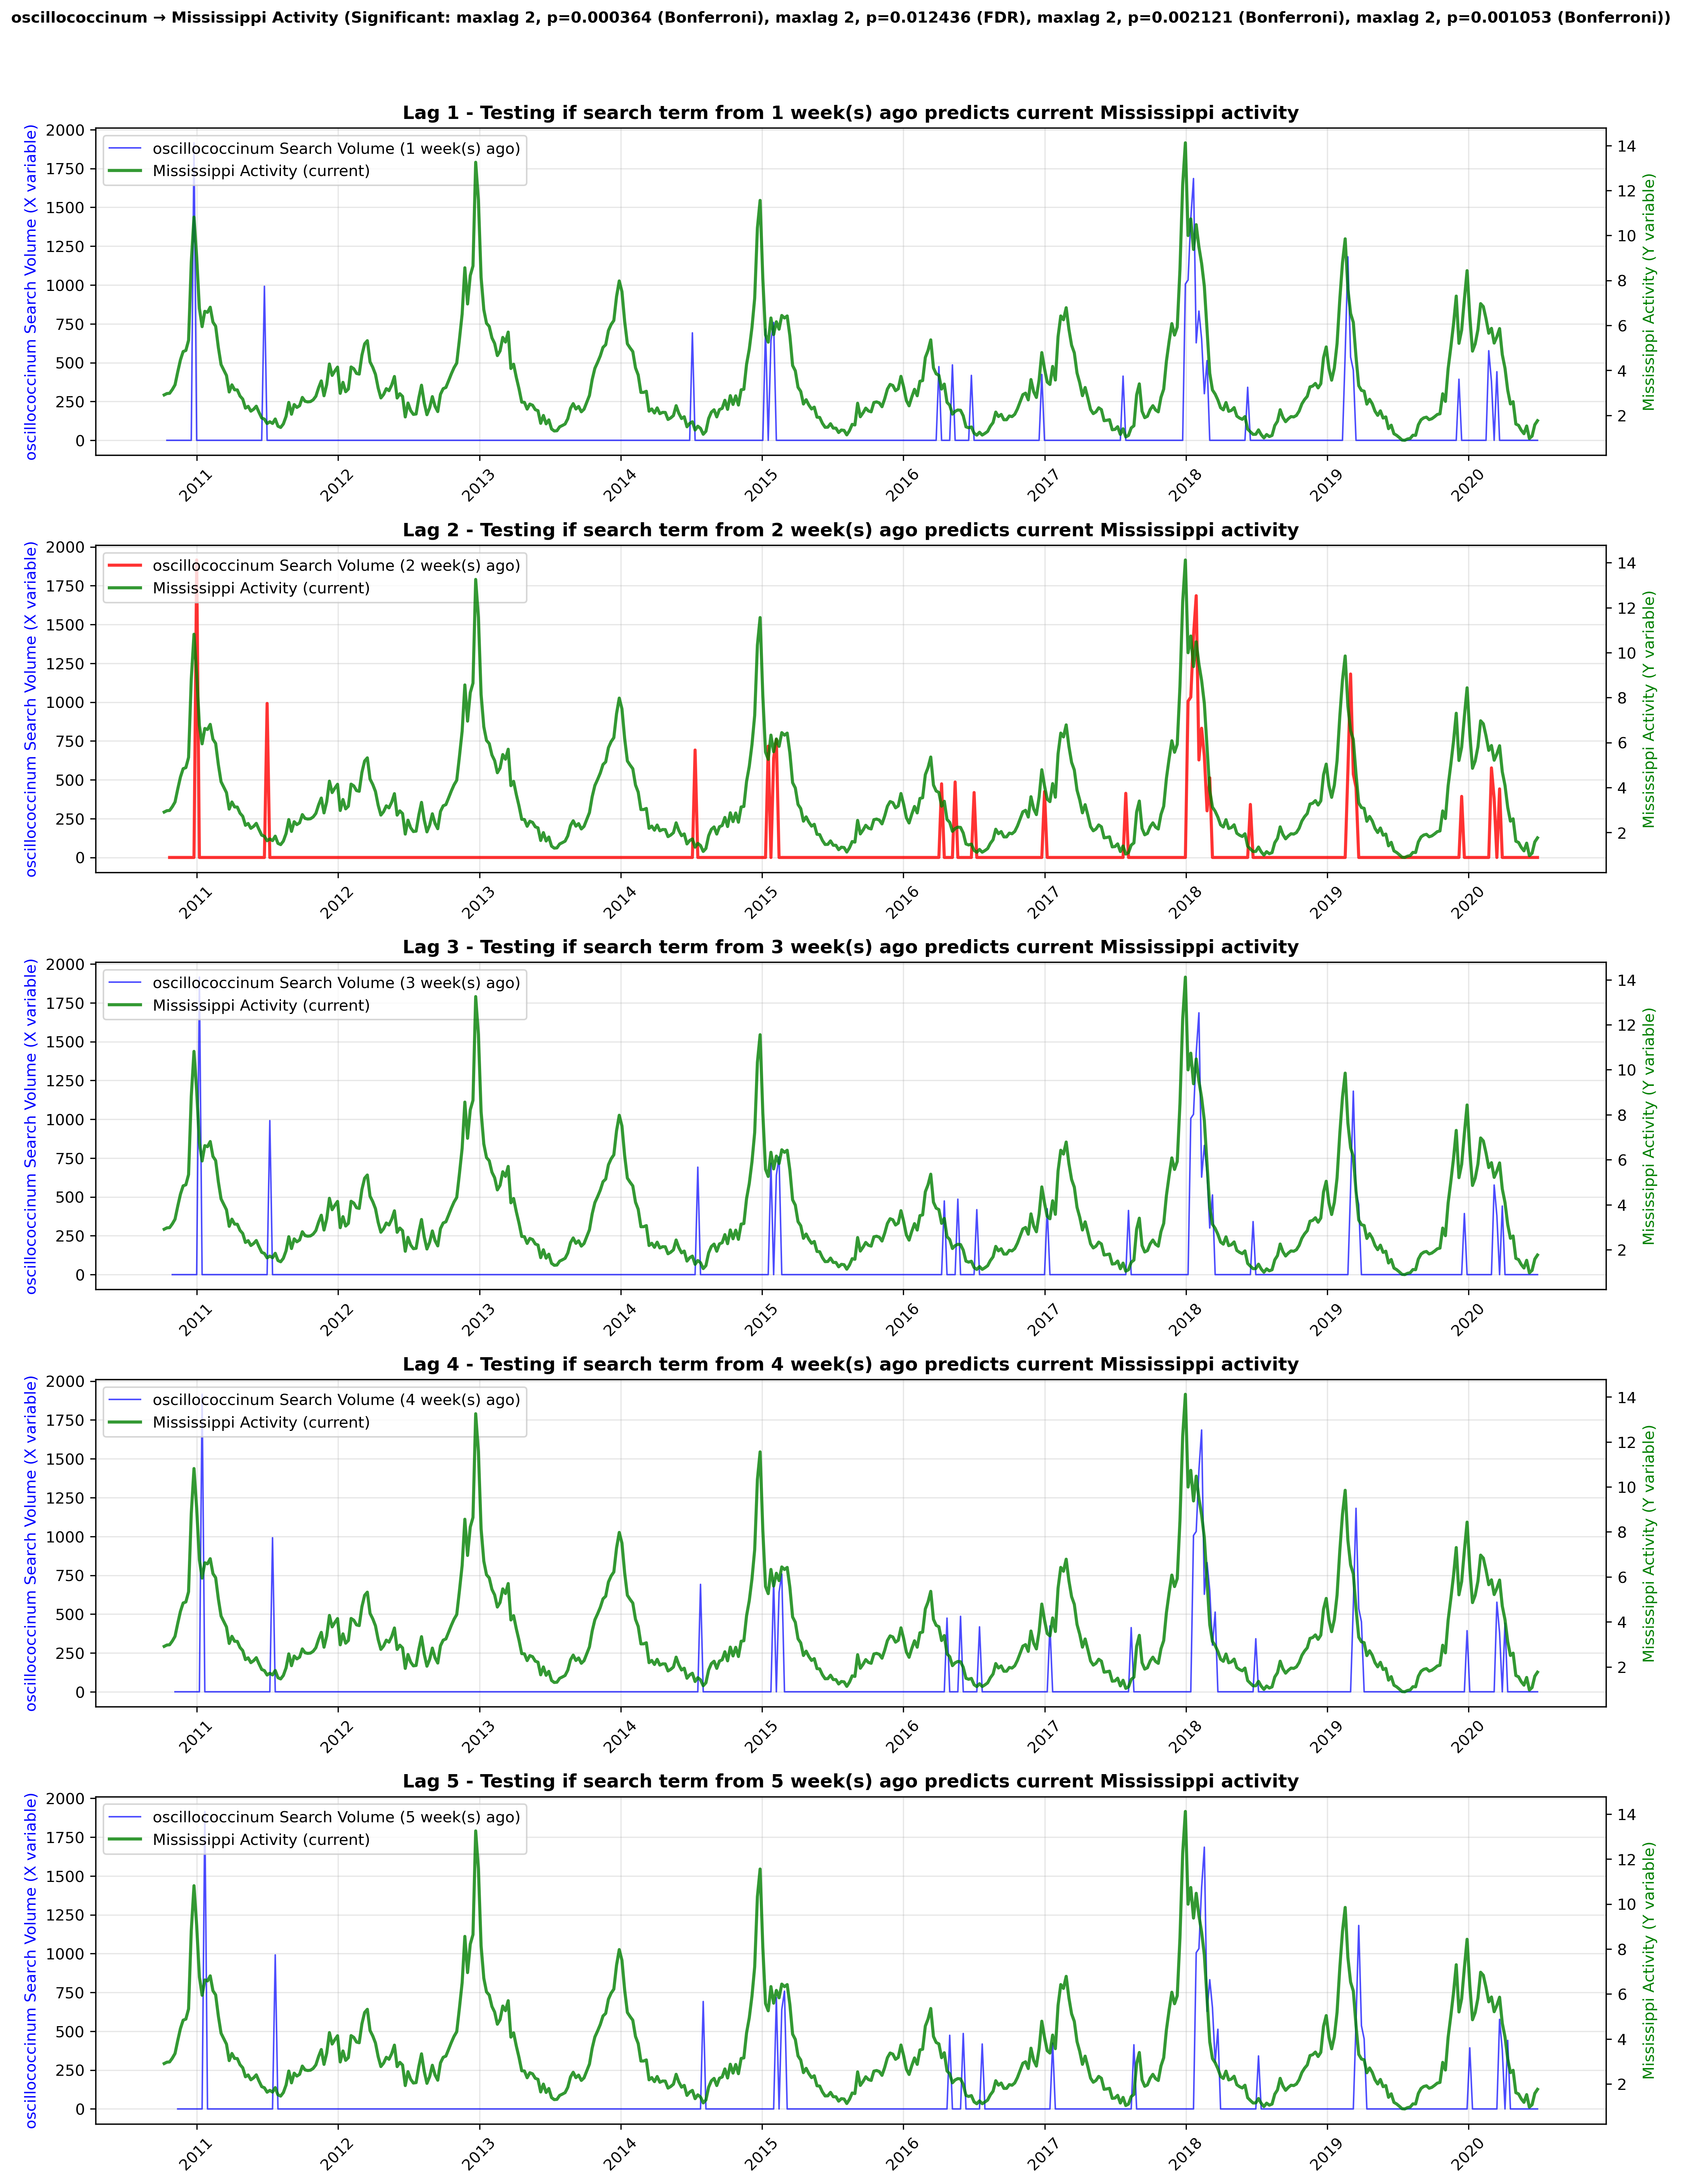 oscillococcinum → Mississippi Activity (Significant: maxlag 2, p=0.000364 (Bonferroni), maxlag 2, p=0.012436 (FDR), maxlag 2, p=0.002121 (Bonferroni), maxlag 2, p=0.001053 (Bonferroni))
Lag 1 - Testing if search term from 1 week(s) ago predicts current Mississippi activity
oscillococcinum Search Volume (X variable)
2000
1750
1500
1250
1000
750
500
250
0
oscillococcinum Search Volume (1 week(s) ago)
Mississippi Activity (current)
14
12
10
8
6
4
2
Mississippi Activity (Y variable)
2011 2012 2013 2014 2015 2016 2017 2018 2019 2020
Lag 2 - Testing if search term from 2 week(s) ago predicts current Mississippi activity
oscillococcinum Search Volume (X variable)
2000
1750
1500
1250
1000
750
500
250
0
oscillococcinum Search Volume (2 week(s) ago)
Mississippi Activity (current)
14
12
10
8
6
4
2
Mississippi Activity (Y variable)
2011 2012 2013 2014 2015 2016 2017 2018 2019 2020
Lag 3 - Testing if search term from 3 week(s) ago predicts current Mississippi activity
oscillococcinum Search Volume (X variable)
2000
1750
1500
1250
1000
750
500
250
0
oscillococcinum Search Volume (3 week(s) ago)
Mississippi Activity (current)
14
12
10
8
6
4
2
Mississippi Activity (Y variable)
2011 2012 2013 2014 2015 2016 2017 2018 2019 2020
Lag 4 - Testing if search term from 4 week(s) ago predicts current Mississippi activity
oscillococcinum Search Volume (X variable)
2000
1750
1500
1250
1000
750
500
250
0
oscillococcinum Search Volume (4 week(s) ago)
Mississippi Activity (current)
14
12
10
8
6
4
2
Mississippi Activity (Y variable)
2011 2012 2013 2014 2015 2016 2017 2018 2019 2020
Lag 5 - Testing if search term from 5 week(s) ago predicts current Mississippi activity
oscillococcinum Search Volume (X variable)
2000
1750
1500
1250
1000
750
500
250
0
oscillococcinum Search Volume (5 week(s) ago)
Mississippi Activity (current)
14
12
10
8
6
4
2
Mississippi Activity (Y variable)
2011 2012 2013 2014 2015 2016 2017 2018 2019 2020